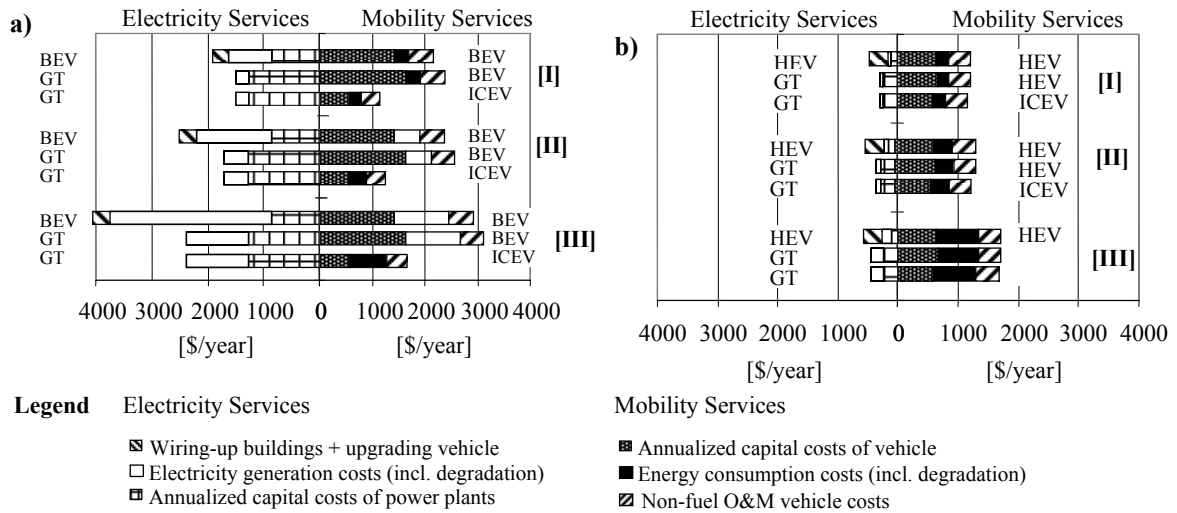 a)
Electricity Services Mobility Services
BEV BEV
GT BEV [I]
GT ICEV
BEV BEV
GT BEV [II]
GT ICEV
BEV BEV
GT BEV [III]
GT ICEV
4000 3000 2000 1000 0 1000 2000 3000 4000
[$/year] [$/year]
b)
Electricity Services Mobility Services
HEV HEV
GT HEV [I]
GT ICEV
HEV HEV
GT HEV [II]
GT ICEV
HEV HEV
GT [III]
GT
4000 3000 2000 1000 0 1000 2000 3000 4000
[$/year] [$/year]
Legend Electricity Services
Wiring-up buildings + upgrading vehicle
Electricity generation costs (incl. degradation)
Annualized capital costs of power plants
Mobility Services
Annualized capital costs of vehicle
Energy consumption costs (incl. degradation)
Non-fuel O&M vehicle costs